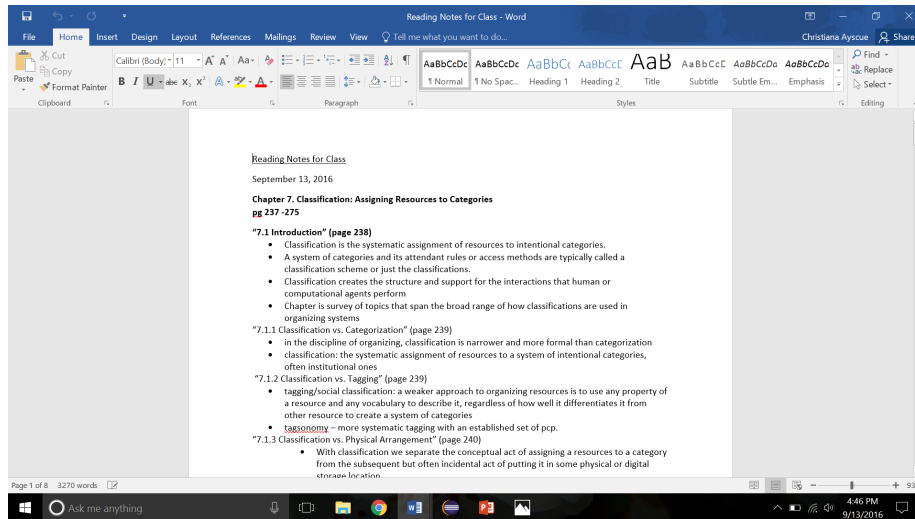 Reading Notes for Class - Word
File Home Insert Design Layout References Mailings Review View Tell me what you want to do... Christiana Ayscue Share
Cut
Copy
Format Painter
Paste
Calibri (Body) 11
AaBbCcDc AaBbCcDc AaBbCc AaBbCcC AaB AaBbCcC AaBbCcDc AaBbCcDc
¶ Normal ¶ No Spac... Heading 1 Heading 2 Title Subtitle Subtle Em... Emphasis
Find
Replace
Select
Clipboard Font Paragraph Styles Editing
Reading Notes for Class
September 13, 2016
Chapter 7. Classification: Assigning Resources to Categories
pg 237 -275
“7.1 Introduction” (page 238)
• Classification is the systematic assignment of resources to intentional categories.
• A system of categories and its attendant rules or access methods are typically called a
classification scheme or just the classifications.
• Classification creates the structure and support for the interactions that human or
computational agents perform
• Chapter is survey of topics that span the broad range of how classifications are used in
organizing systems
“7.1.1 Classification vs. Categorization” (page 239)
• in the discipline of organizing, classification is narrower and more formal than categorization
• classification: the systematic assignment of resources to a system of intentional categories,
often institutional ones
“7.1.2 Classification vs. Tagging” (page 239)
• tagging/social classification: a weaker approach to organizing resources is to use any property of
a resource and any vocabulary to describe it, regardless of how well it differentiates it from
other resource to create a system of categories
• tagsonomy – more systematic tagging with an established set of pcp.
“7.1.3 Classification vs. Physical Arrangement” (page 240)
• With classification we separate the conceptual act of assigning a resources to a category
from the subsequent but often incidental act of putting it in some physical or digital
storage location
Page 1 of 8 3270 words
93
Ask me anything
4:46 PM
9/13/2016